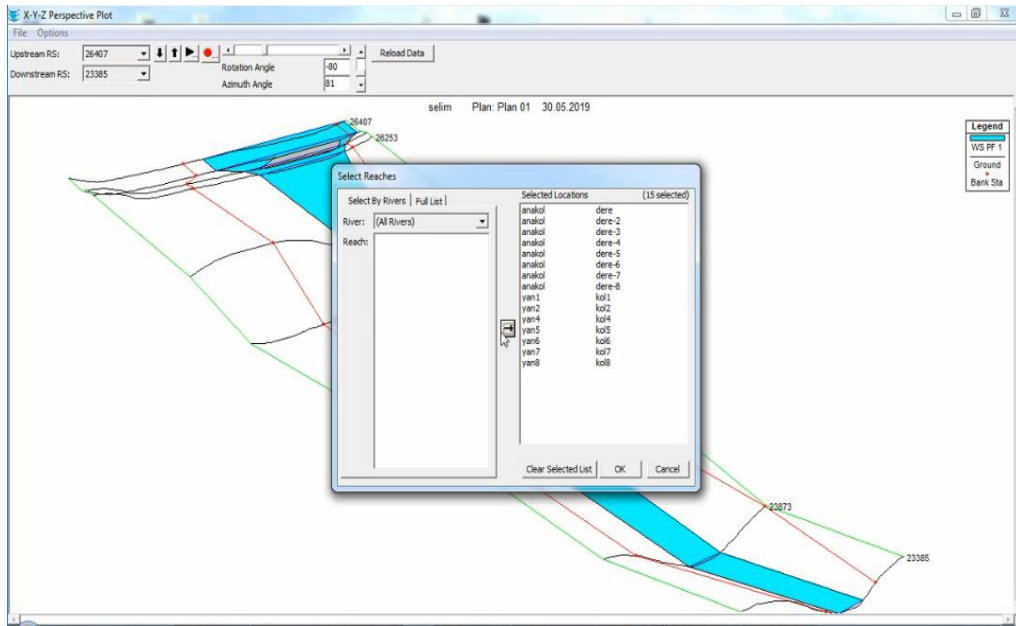 X-Y-Z Perspective Plot
File Options
Upstream RS: 26407
Reload Data
Rotation Angle -80
Downstream RS: 23385
Azimuth Angle 81
selim Plan: Plan 01 30.05.2019
26407
26253
Legend
WS PF 1
Ground
Bank Sta
Select Reaches
Select By Rivers Full List
Selected Locations (15 selected)
River: (All Rivers)
Reach:
anakol dere
anakol dere-2
anakol dere-3
anakol dere-4
anakol dere-5
anakol dere-6
anakol dere-7
anakol dere-8
yan1 kol1
yan2 kol2
yan4 kol4
yan5 kol5
yan6 kol6
yan7 kol7
yan8 kol8
Clear Selected List OK Cancel
23873
23385